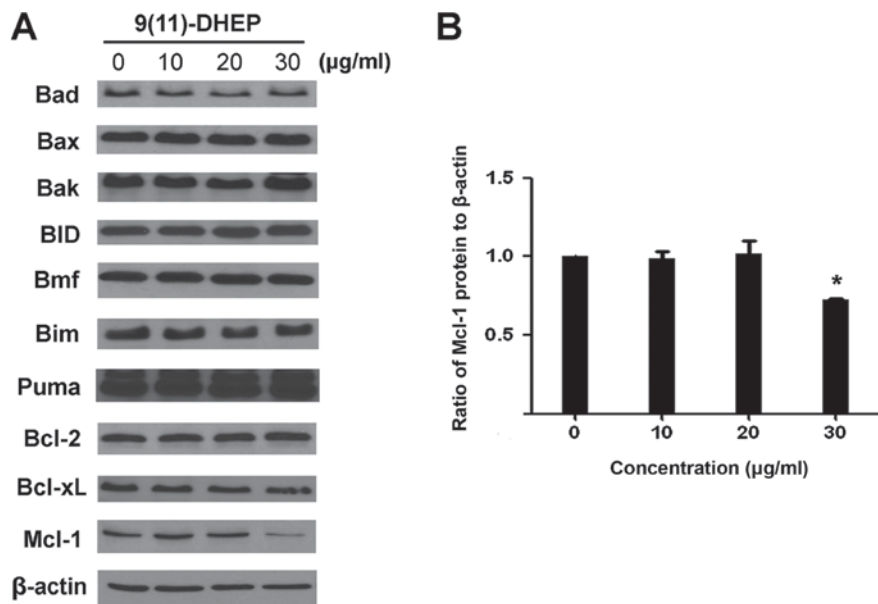 A
9(11)-DHEP
0 10 20 30 (µg/ml)
Bad
Bax
Bak
BID
Bmf
Bim
Puma
Bcl-2
Bcl-xL
Mcl-1
β-actin
B
Ratio of Mcl-1 protein to β-actin
1.5
1.0
0.5
*
0 10 20 30
Concentration (µg/ml)